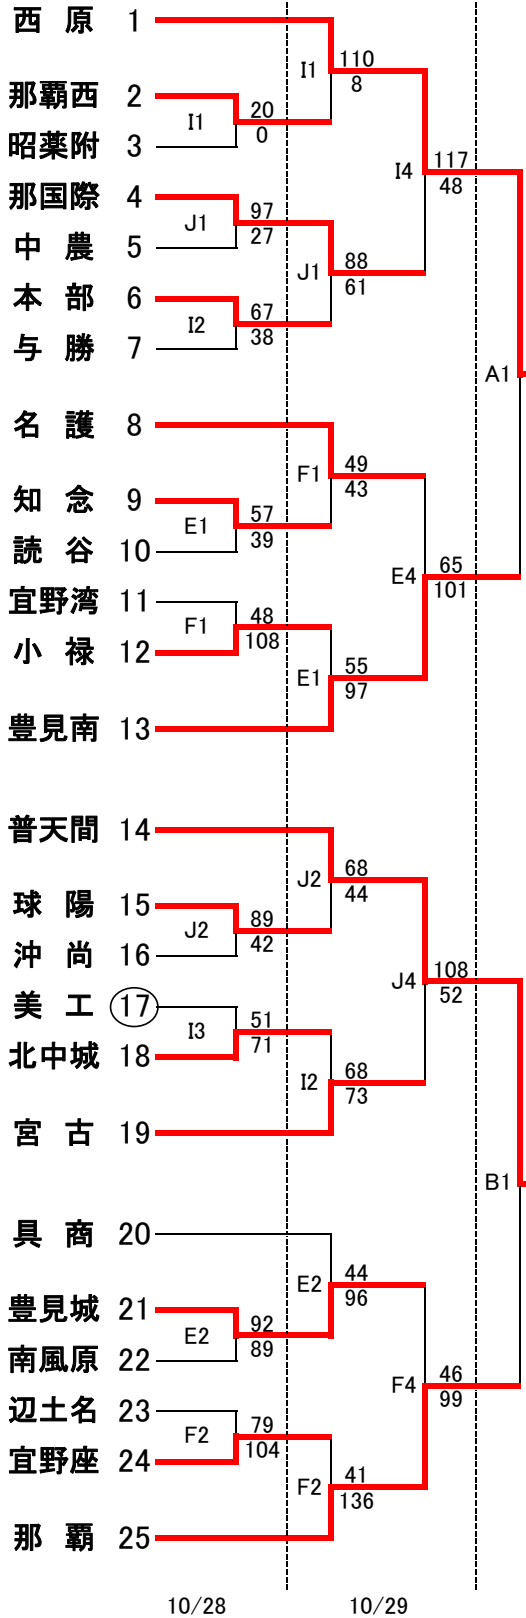 西 原 1
I1
110
8
那覇西 2
I1
20
0
昭薬附 3
I4
117
48
那国際 4
J1
97
27
中 農 5
J1
88
61
本 部 6
I2
67
38
与 勝 7
A1
名 護 8
F1
49
43
知 念 9
E1
57
39
読 谷 10
E4
65
101
宜野湾 11
F1
48
108
小 禄 12
E1
55
97
豊見南 13
普天間 14
J2
68
44
球 陽 15
J2
89
42
沖 尚 16
J4
108
52
美 工 17
I3
51
71
北中城 18
I2
68
73
宮 古 19
B1
具 商 20
E2
44
96
豊見城 21
E2
92
89
南風原 22
F4
46
99
辺土名 23
F2
79
104
宜野座 24
F2
41
136
那 覇 25
10/28 10/29